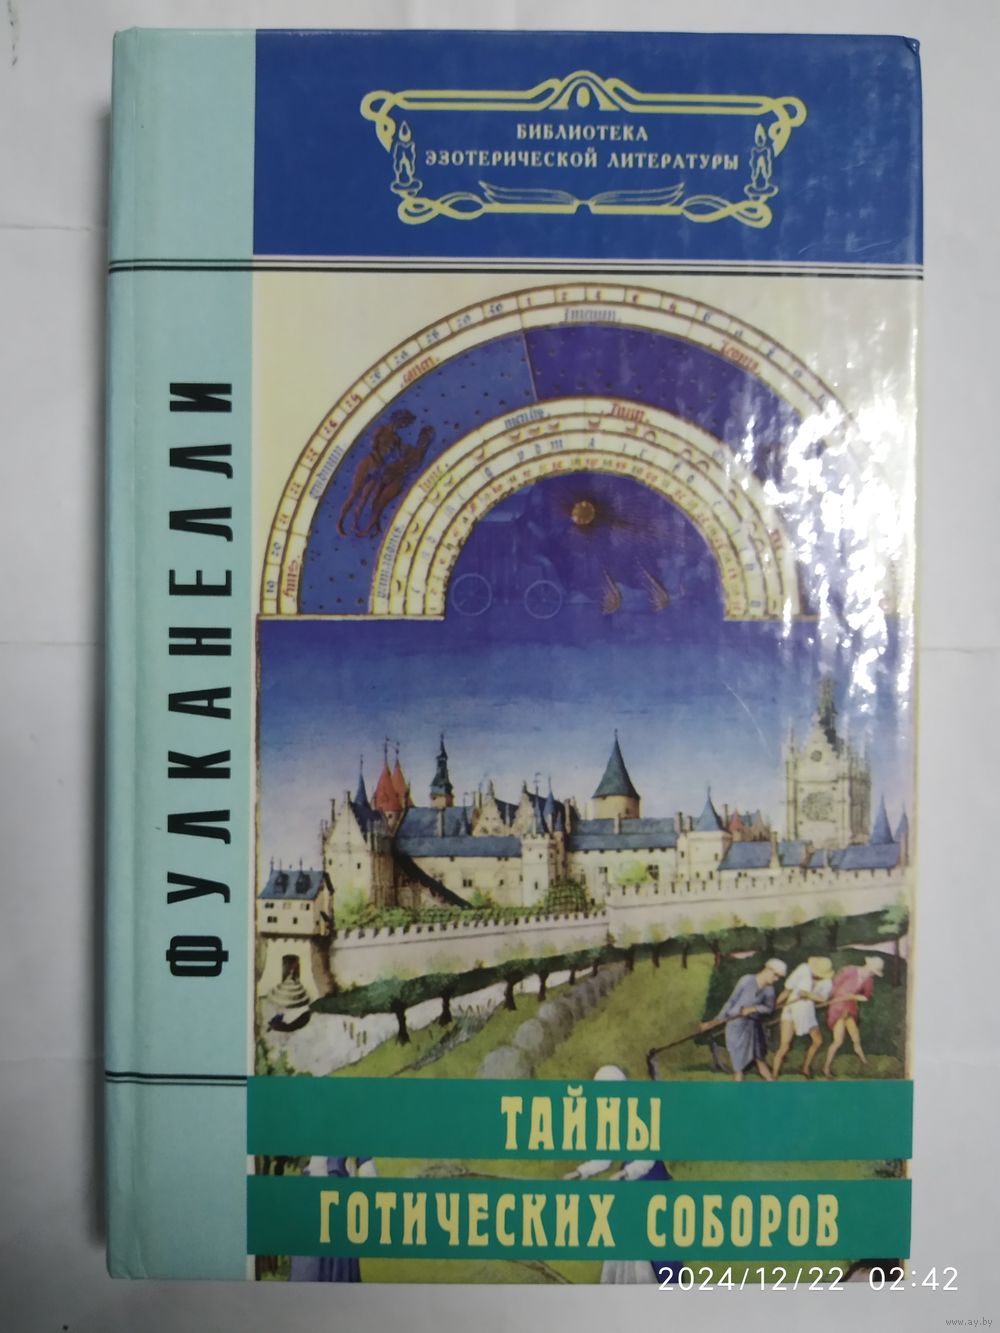 БИБЛИОТЕКА
ЭЗОТЕРИЧЕСКОЙ ЛИТЕРАТУРЫ
ФУЛКАНЕЛЛИ
ТАЙНЫ
ГОТИЧЕСКИХ СОБОРОВ
2024/12/22 02:42
www.ay.by